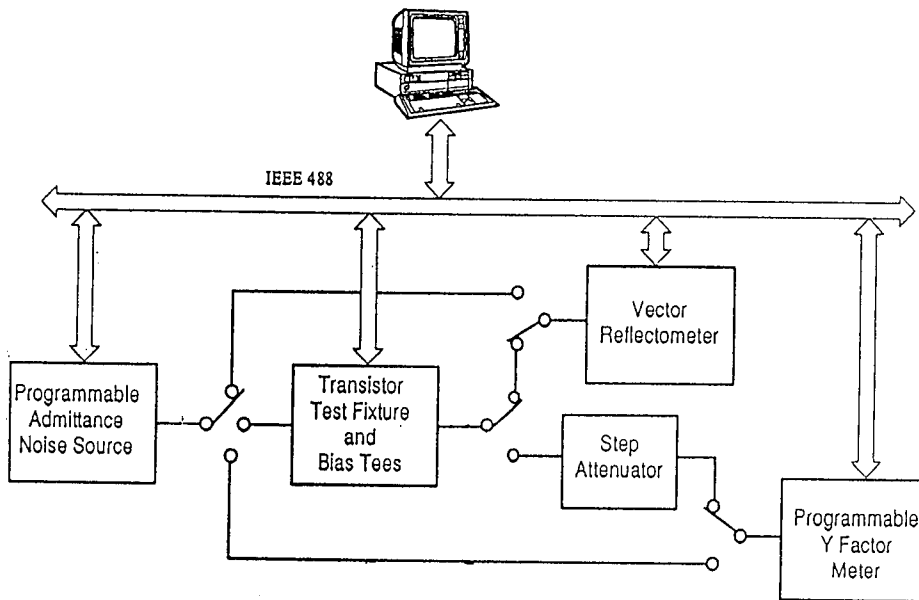 IEEE 488
Vector
Reflectometer
Programmable
Admittance
Noise Source
Transistor
Test Fixture
and
Bias Tees
Step
Attenuator
Programmable
Y Factor
Meter